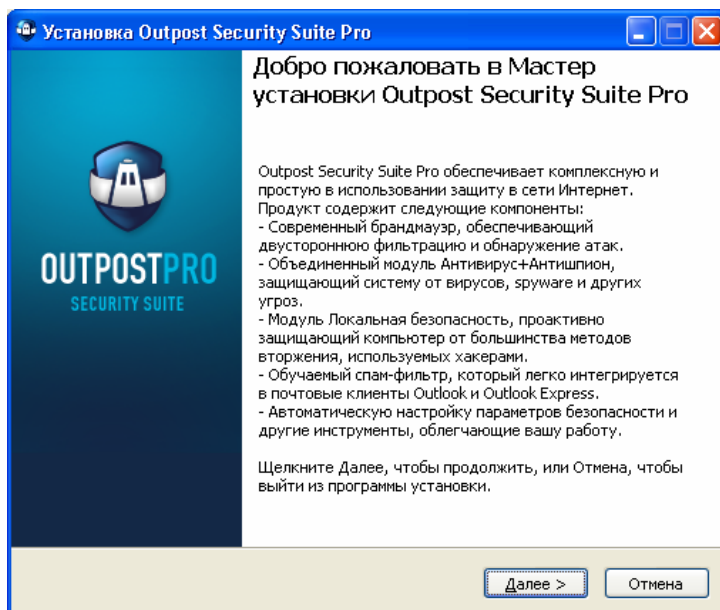 Установка Outpost Security Suite Pro
Добро пожаловать в Мастер
установки Outpost Security Suite Pro
Outpost Security Suite Pro обеспечивает комплексную и
простую в использовании защиту в сети Интернет.
Продукт содержит следующие компоненты:
- Современный брандмауэр, обеспечивающий
двустороннюю фильтрацию и обнаружение атак.
- Объединенный модуль Антивирус+Антишпион,
защищающий систему от вирусов, spyware и других
угроз.
- Модуль Локальная безопасность, проактивно
защищающий компьютер от большинства методов
вторжения, используемых хакерами.
- Обучаемый спам-фильтр, который легко интегрируется
в почтовые клиенты Outlook и Outlook Express.
- Автоматическую настройку параметров безопасности и
другие инструменты, облегчающие вашу работу.
Щелкните Далее, чтобы продолжить, или Отмена, чтобы
выйти из программы установки.
OUTPOSTPRO
SECURITY SUITE
Далее >
Отмена